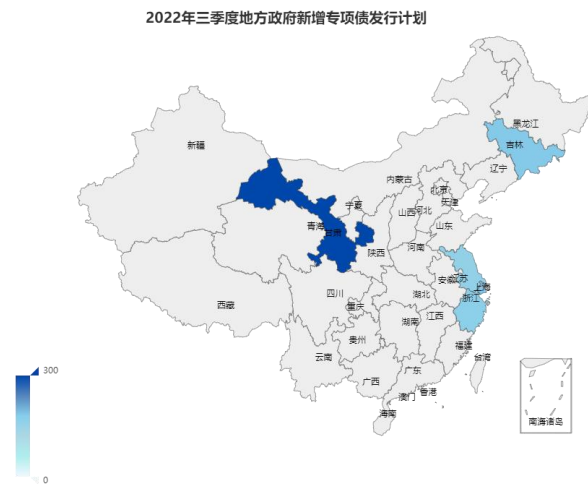 2022年三季度地方政府新增专项债发行计划
黑龙江
吉林
新疆
辽宁
内蒙古
北京
天津
宁夏
山西
河北
青海
甘肃
山东
陕西
河南
江苏
安徽
上海
四川
湖北
浙江
西藏
重庆
湖南
江西
贵州
福建
云南
台湾
300
广西
广东
香港
澳门
海南
南海诸岛
0